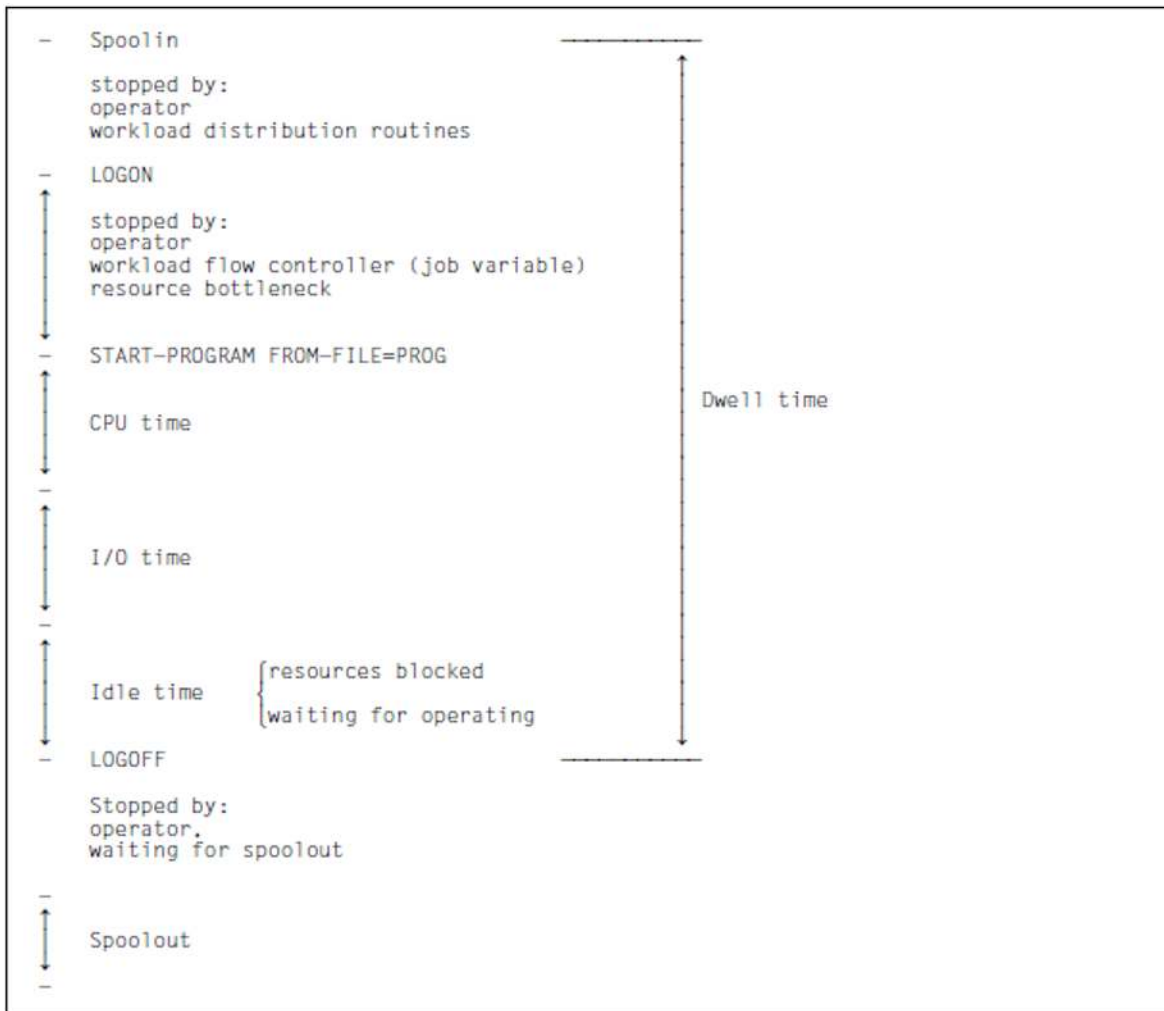 Spoolin
stopped by:
operator
workload distribution routines
LOGON
stopped by:
operator
workload flow controller (job variable)
resource bottleneck
START-PROGRAM FROM-FILE=PROG
Dwell time
CPU time
I/O time
resources blocked
Idle time
waiting for operating
LOGOFF
Stopped by:
operator.
waiting for spoolout
Spoolout